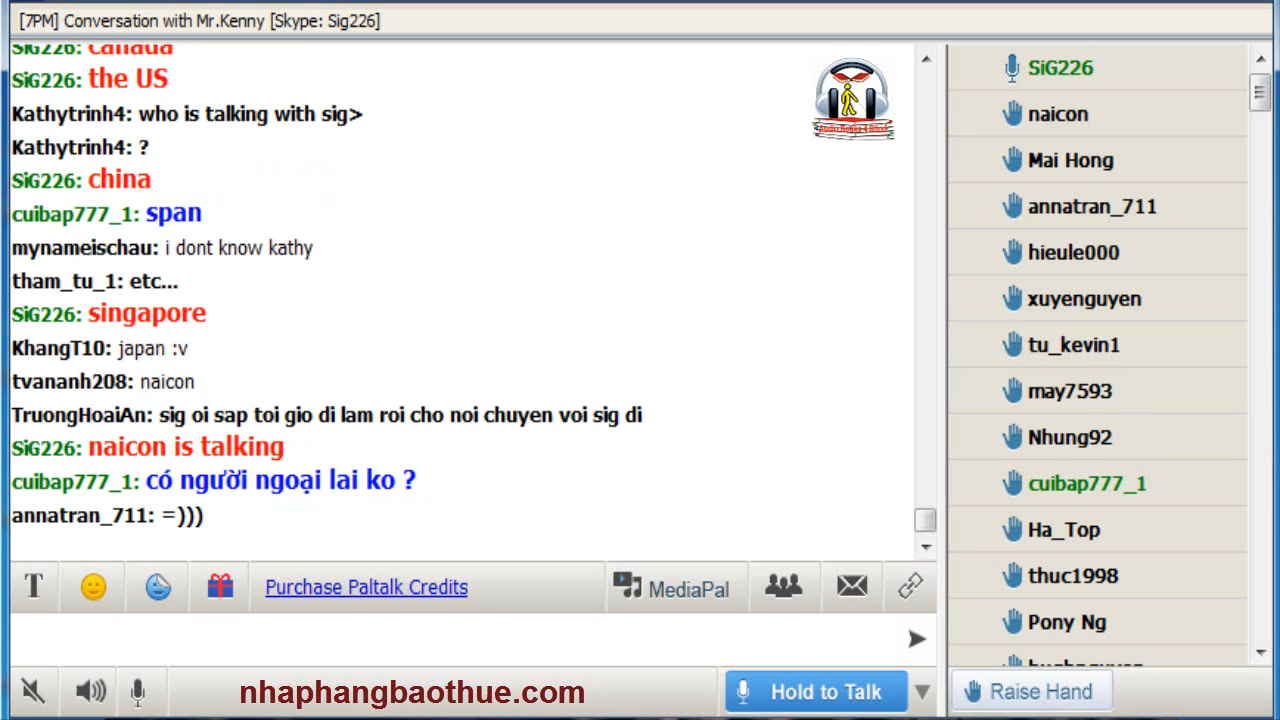 [7PM] Conversation with Mr.Kenny [Skype: Sig226]
SiG226: canada
SiG226: the US
Kathytrinh4: who is talking with sig>
Kathytrinh4: ?
SiG226: china
cuibap777_1: span
mynameischau: i dont know kathy
tham_tu_1: etc...
SiG226: singapore
KhangT10: japan :v
tvananh208: naicon
TruongHoaiAn: sig oi sap toi gio di lam roi cho noi chuyen voi sig di
SiG226: naicon is talking
cuibap777_1: có người ngoại lai ko ?
annatran_711: =)))
SiG226
naicon
Mai Hong
annatran_711
hieule000
xuyenguyen
tu_kevin1
may7593
Nhung92
cuibap777_1
Ha_Top
thuc1998
Pony Ng
T
Purchase Paltalk Credits
MediaPal
nhaphangbaothue.com
Hold to Talk
Raise Hand